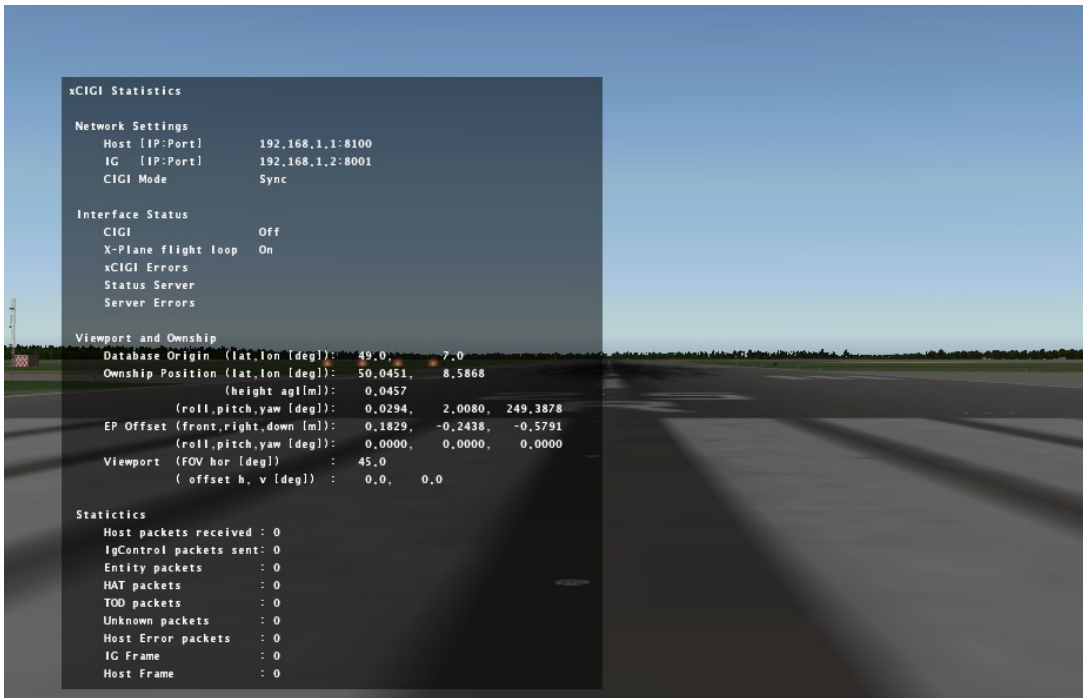 xCIGI Statistics
Network Settings
Host [IP:Port] 192.168.1.1:8100
IG [IP:Port] 192.168.1.2:8001
CIGI Mode Sync
Interface Status
CIGI Off
X-Plane flight loop On
xCIGI Errors
Status Server
Server Errors
Viewport and Ownship
Database Origin (lat,lon [deg]): 49.0, 7.0
Ownship Position (lat,lon [deg]): 50.0451, 8.5868
(height agl[m]): 0.0457
(roll,pitch,yaw [deg]): 0.0294, 2.0080, 249.3878
EP Offset (front,right,down [m]): 0.1829, -0.2438, -0.5791
(roll,pitch,yaw [deg]): 0.0000, 0.0000, 0.0000
Viewport (FOV hor [deg]) : 45.0
( offset h, v [deg]) : 0.0, 0.0
Statictics
Host packets received : 0
IgControl packets sent: 0
Entity packets : 0
HAT packets : 0
TOD packets : 0
Unknown packets : 0
Host Error packets : 0
IG Frame : 0
Host Frame : 0